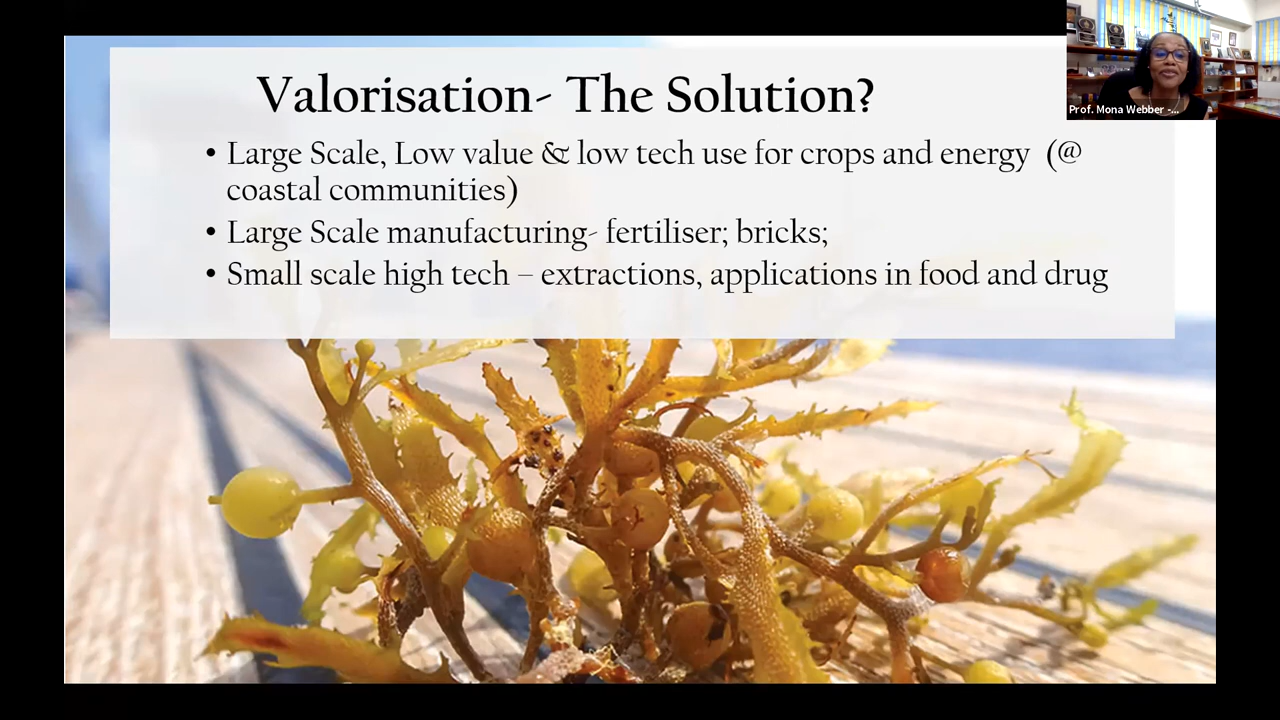 Valorisation- The Solution?
• Large Scale, Low value & low tech use for crops and energy (@
coastal communities)
• Large Scale manufacturing- fertiliser; bricks;
• Small scale high tech – extractions, applications in food and drug
Prof. Mona Webber -...